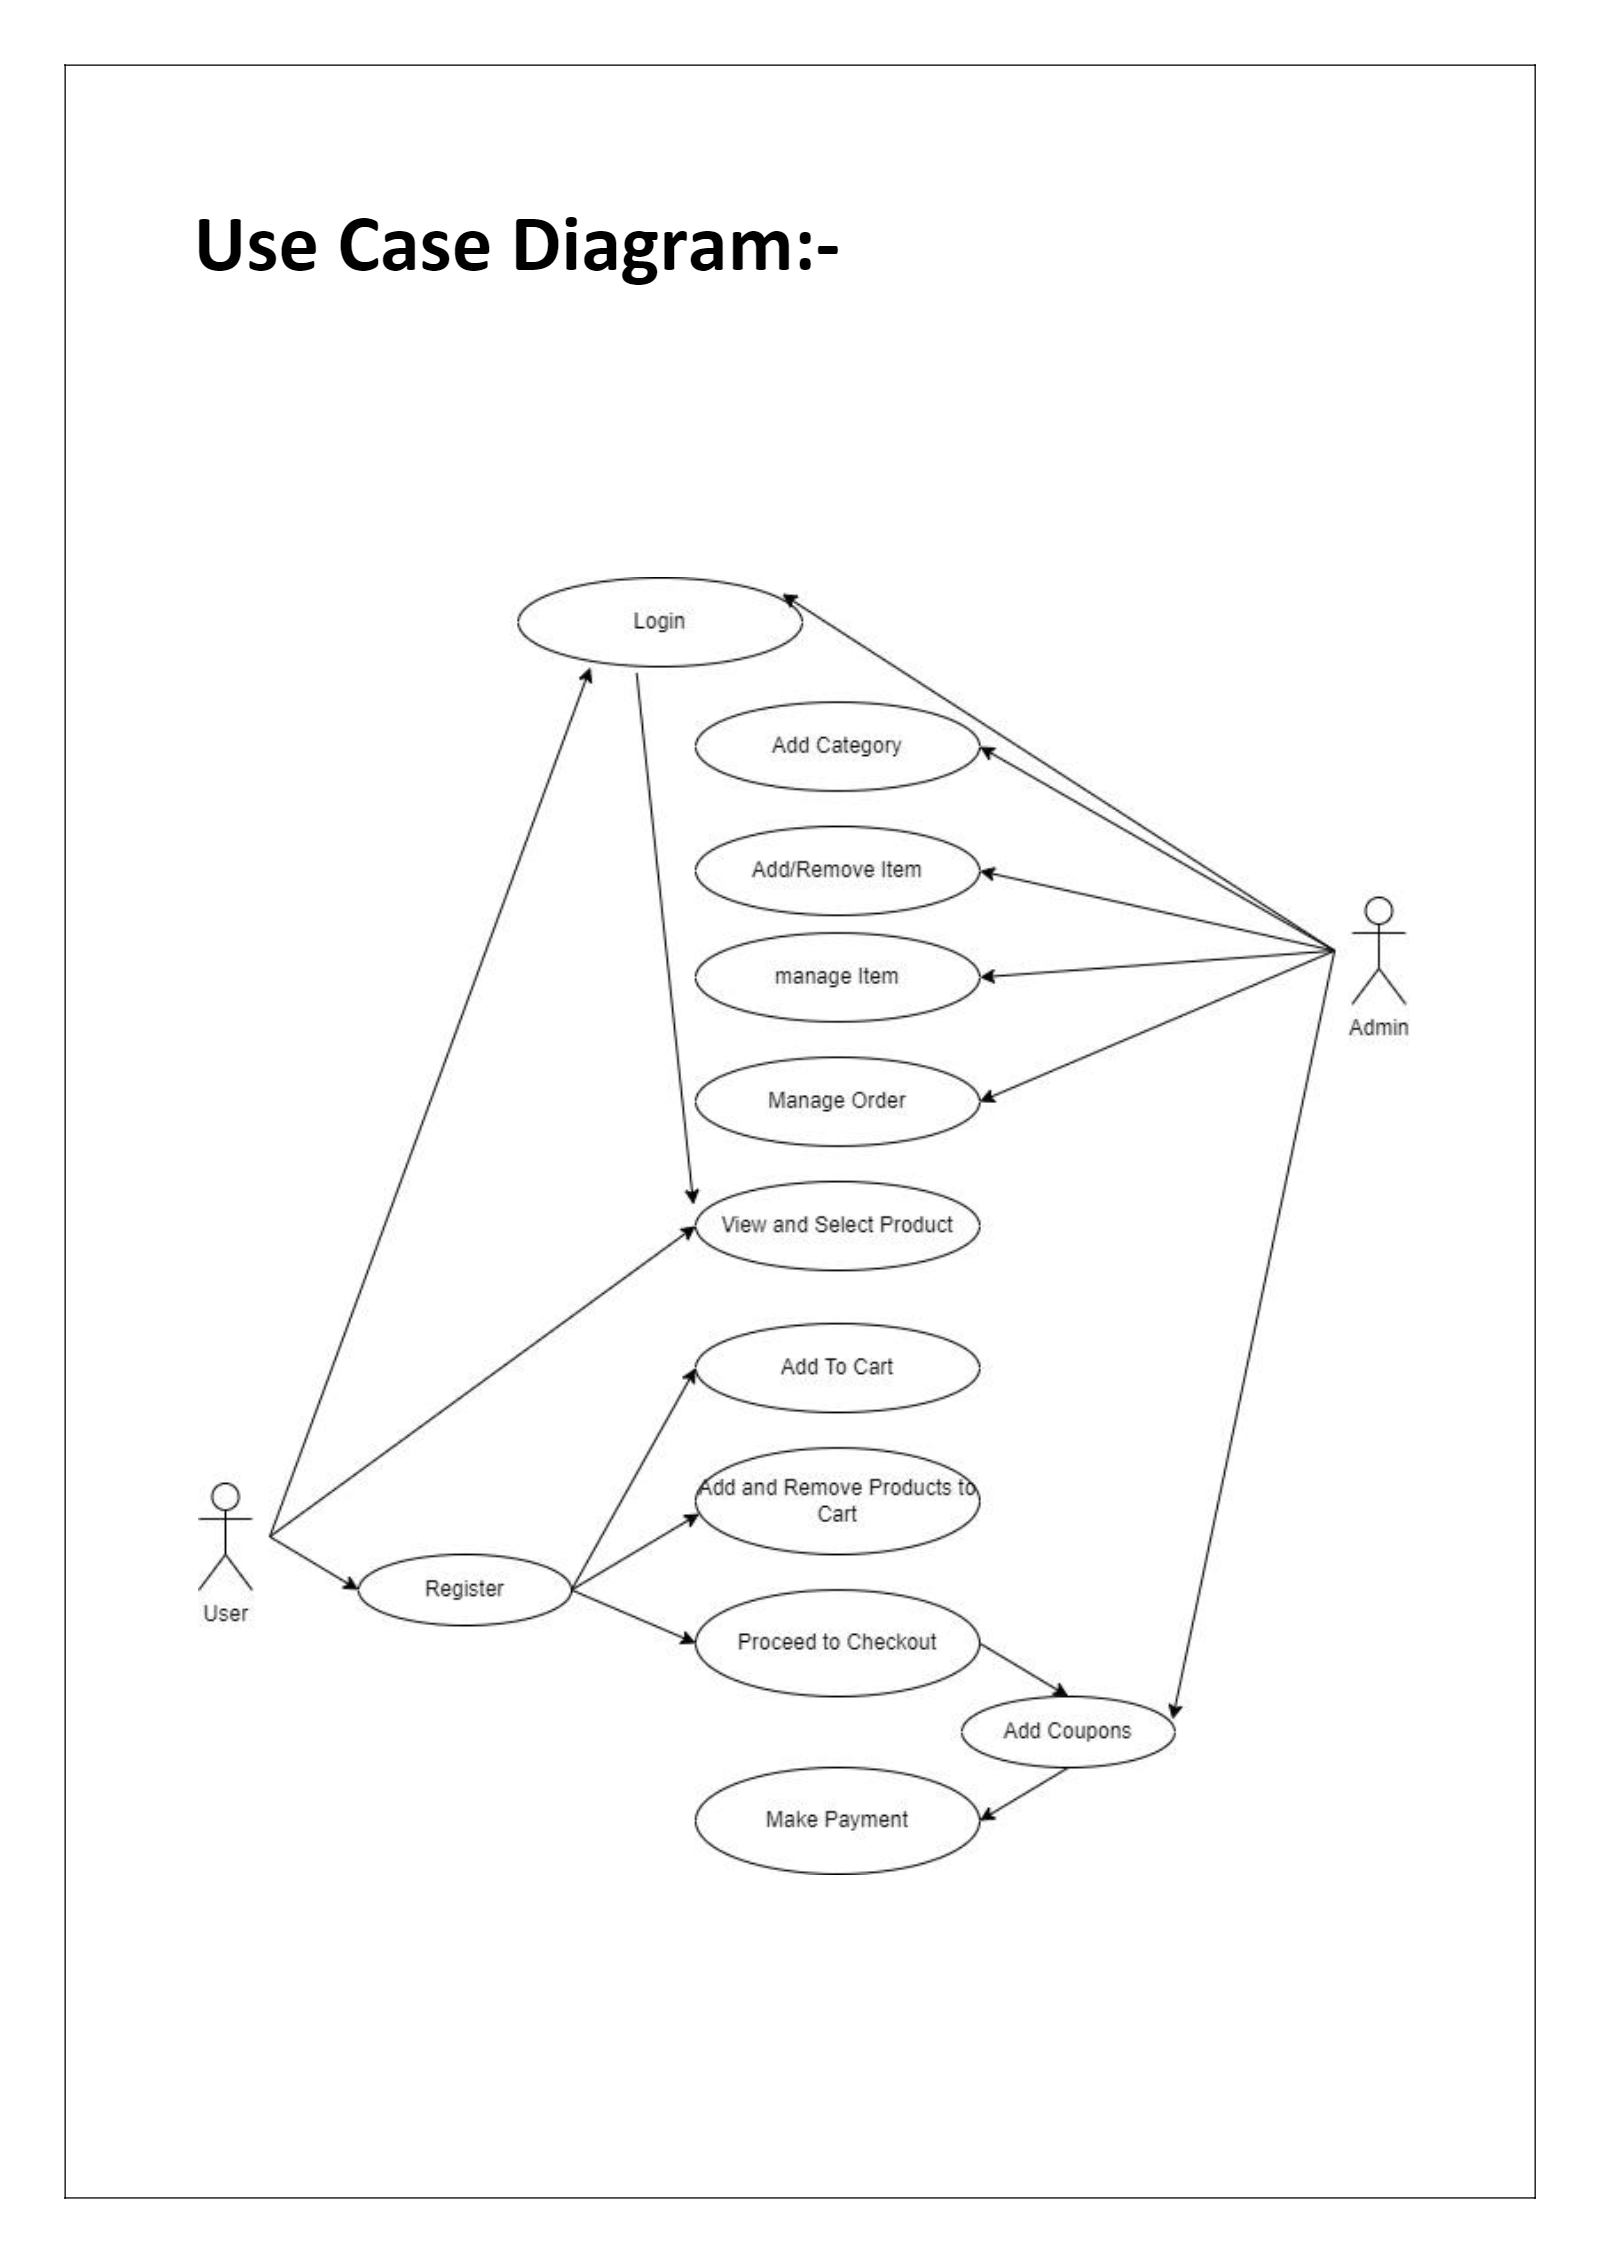 Use Case Diagram:-
Login
Add Category
Add/Remove Item
manage Item
Admin
Manage Order
View and Select Product
Add To Cart
Add and Remove Products to
Cart
Register
User
Proceed to Checkout
Add Coupons
Make Payment